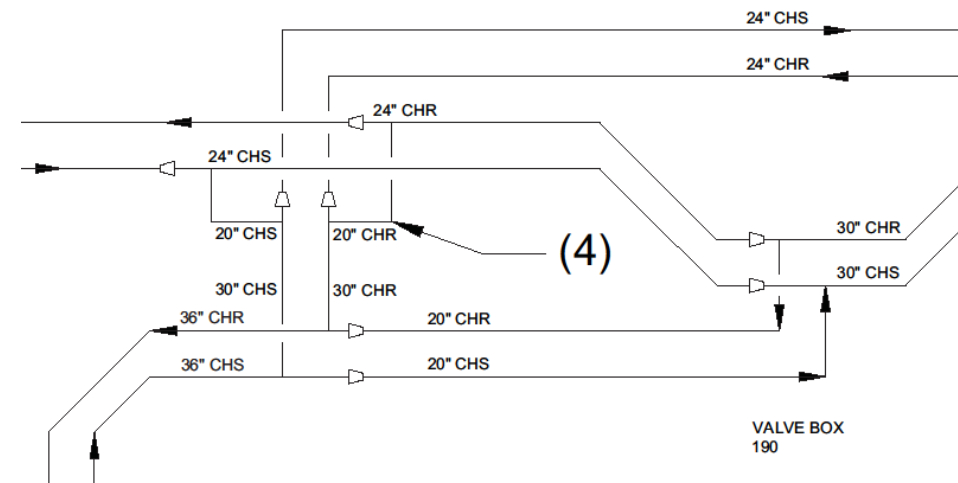 24" CHS
24" CHR
24" CHR
24" CHS
20" CHS
20" CHR
(4)
30" CHR
30" CHS
30" CHS
30" CHR
36" CHR
20" CHR
36" CHS
20" CHS
VALVE BOX
190